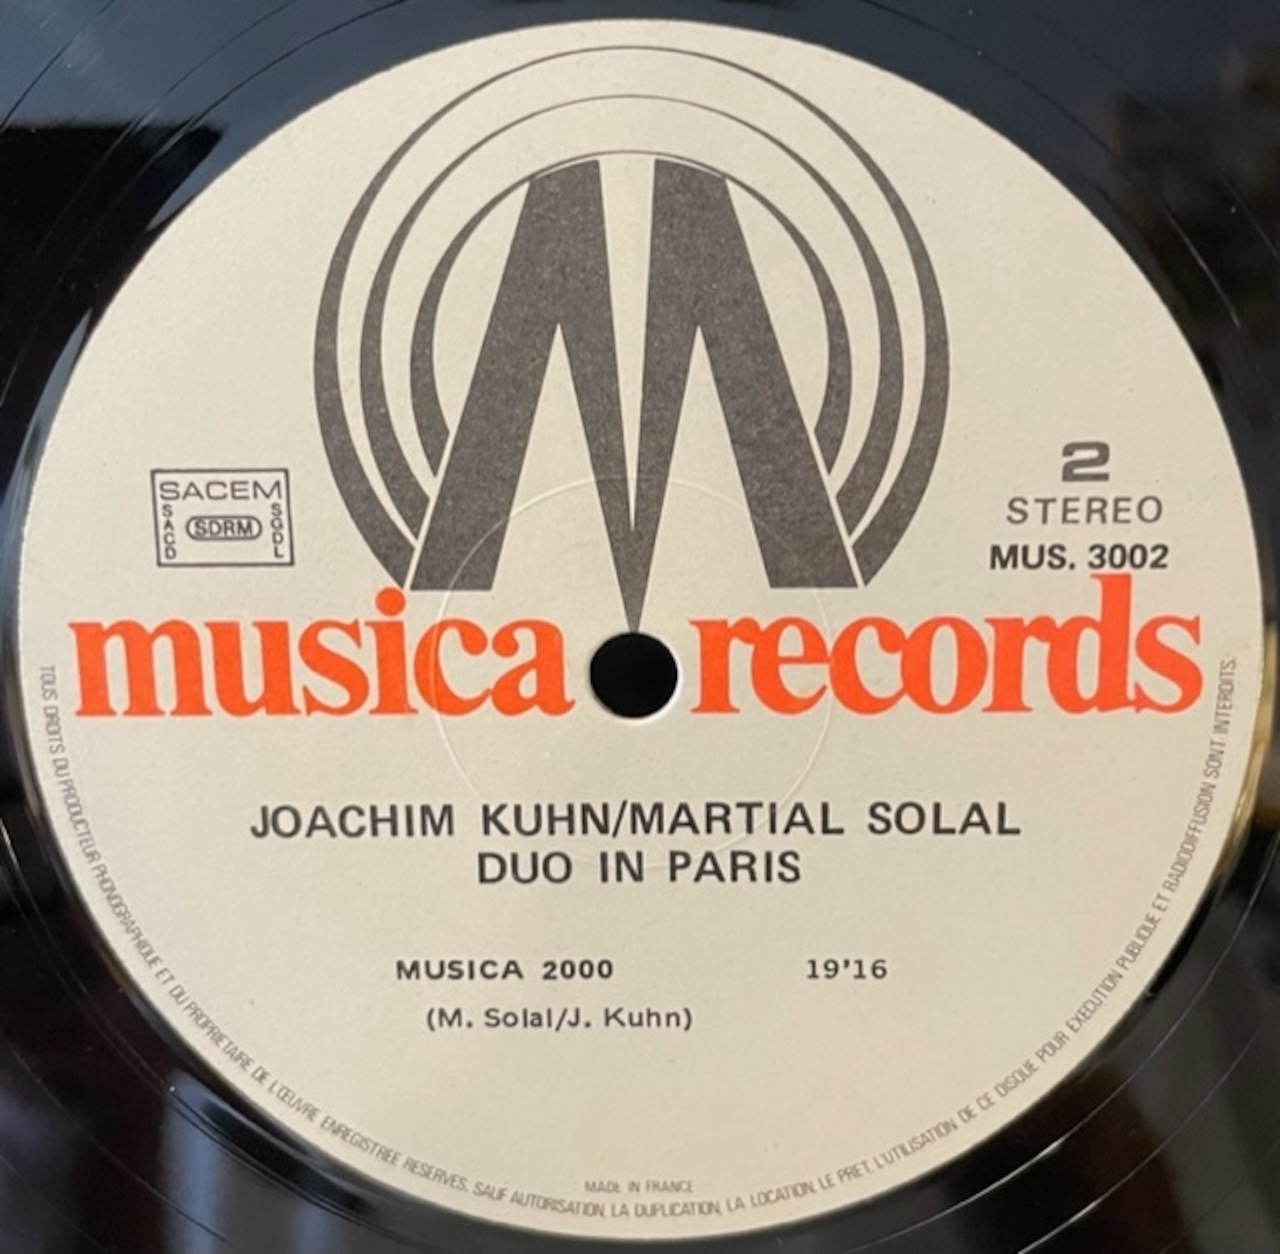 2
STEREO
MUS. 3002
SACEM
SACD
SDRM
SGDL
musica records
JOACHIM KUHN/MARTIAL SOLAL
DUO IN PARIS
MUSICA 2000 19'16
(M. Solal/J. Kuhn)
MADE IN FRANCE
TOUS DROITS DU PRODUCTEUR PHONOGRAPHIQUE ET DU PROPRIETAIRE DE L'ŒUVRE ENREGISTREE RESERVES. SAUF AUTORISATION, LA DUPLICATION, LA LOCATION, LE PRET, L'UTILISATION DE CE DISQUE POUR EXECUTION PUBLIQUE ET RADIODIFFUSION SONT INTERDITS.